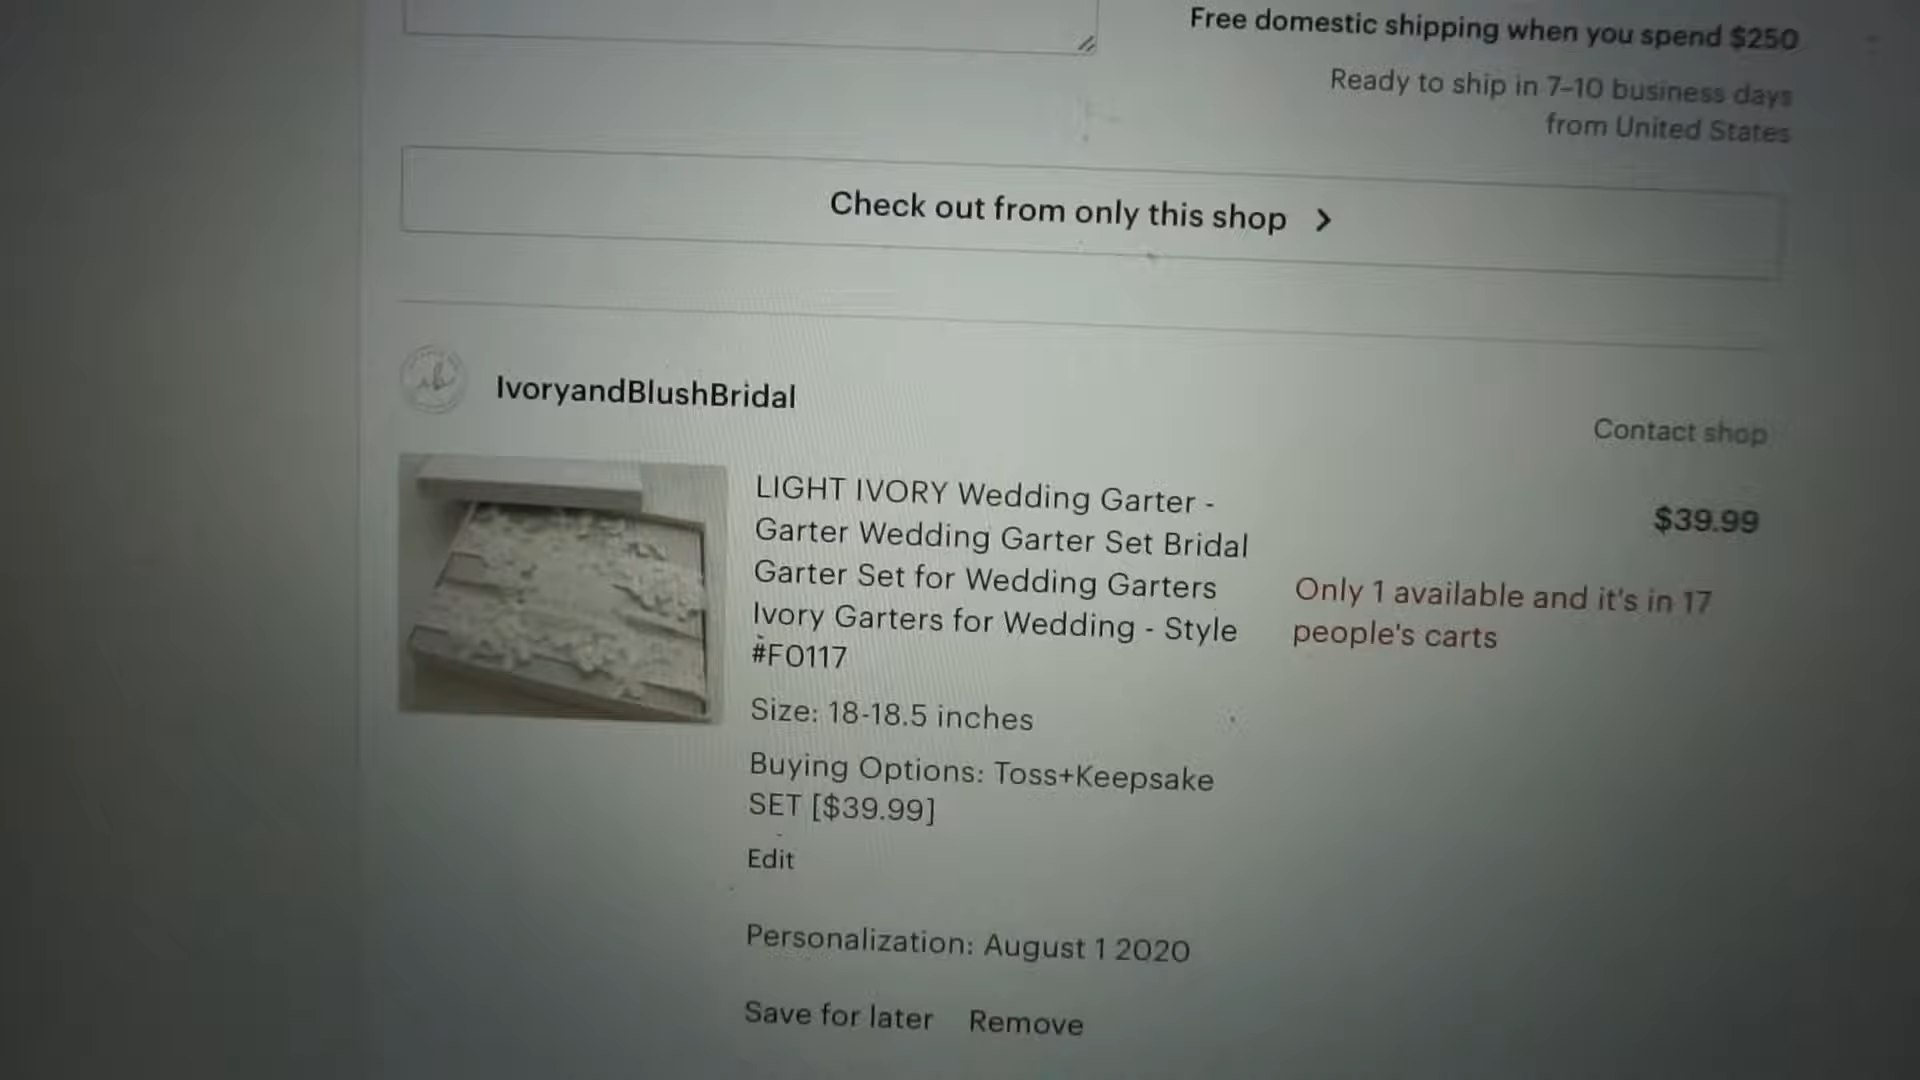 Free domestic shipping when you spend $250
Ready to ship in 7–10 business days
from United States
Check out from only this shop >
IvoryandBlushBridal
Contact shop
LIGHT IVORY Wedding Garter -
Garter Wedding Garter Set Bridal
Garter Set for Wedding Garters
Ivory Garters for Wedding - Style
#F0117
$39.99
Only 1 available and it's in 17
people's carts
Size: 18-18.5 inches
Buying Options: Toss+Keepsake
SET [$39.99]
Edit
Personalization: August 1 2020
Save for later Remove